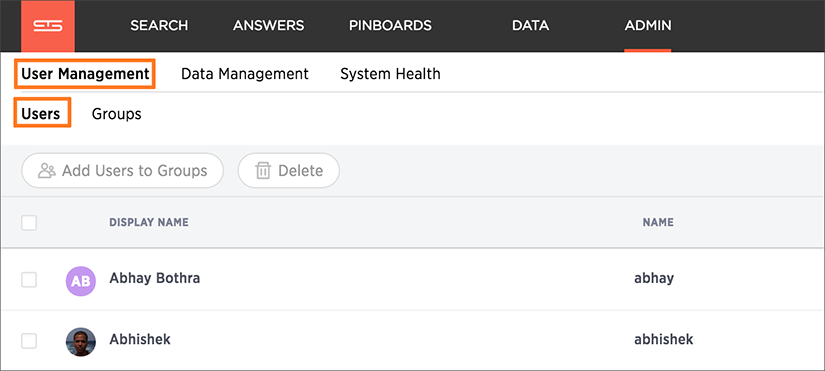 SEARCH ANSWERS PINBOARDS DATA ADMIN
User Management Data Management System Health
Users Groups
Add Users to Groups Delete
DISPLAY NAME NAME
AB Abhay Bothra abhay
Abhishek abhishek